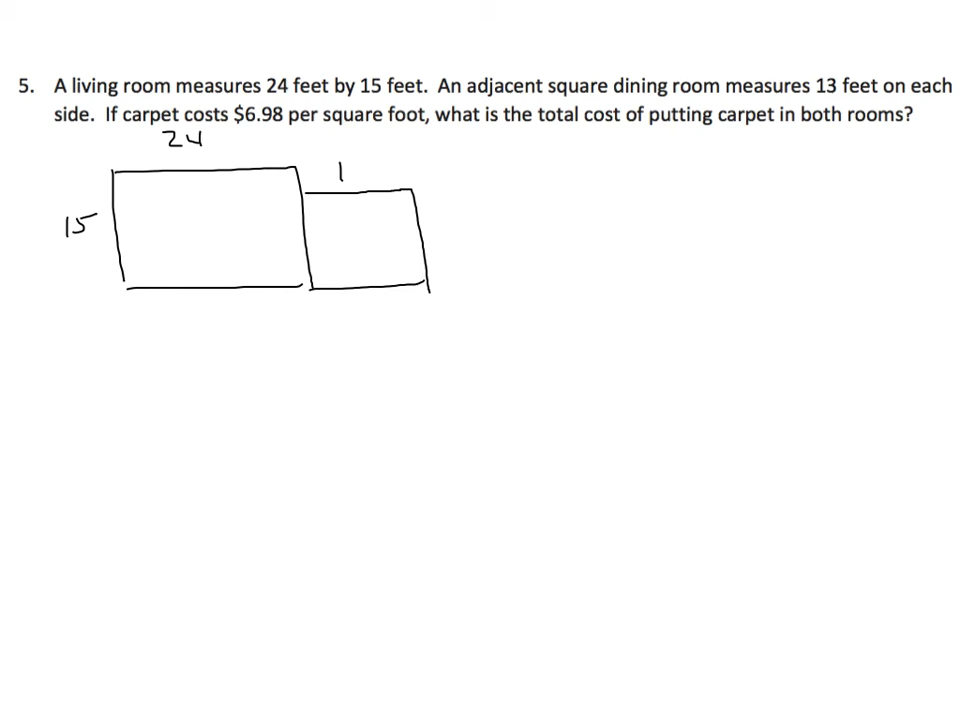 5. A living room measures 24 feet by 15 feet. An adjacent square dining room measures 13 feet on each
side. If carpet costs $6.98 per square foot, what is the total cost of putting carpet in both rooms?
24
1
15